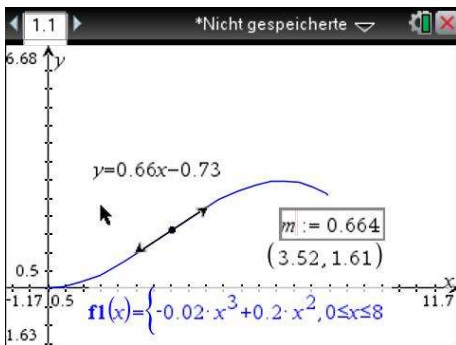 1.1 *Nicht gespeicherte
6.68 y
y=0.66x−0.73
m := 0.664
(3.52, 1.61)
0.5 x
-1.17 0.5 11.7
f1(x)={-0.02·x³+0.2·x²,0≤x≤8
1.63